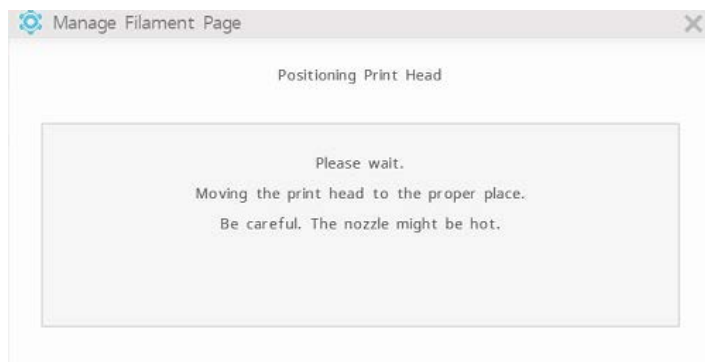 Manage Filament Page
Positioning Print Head
Please wait.
Moving the print head to the proper place.
Be careful. The nozzle might be hot.